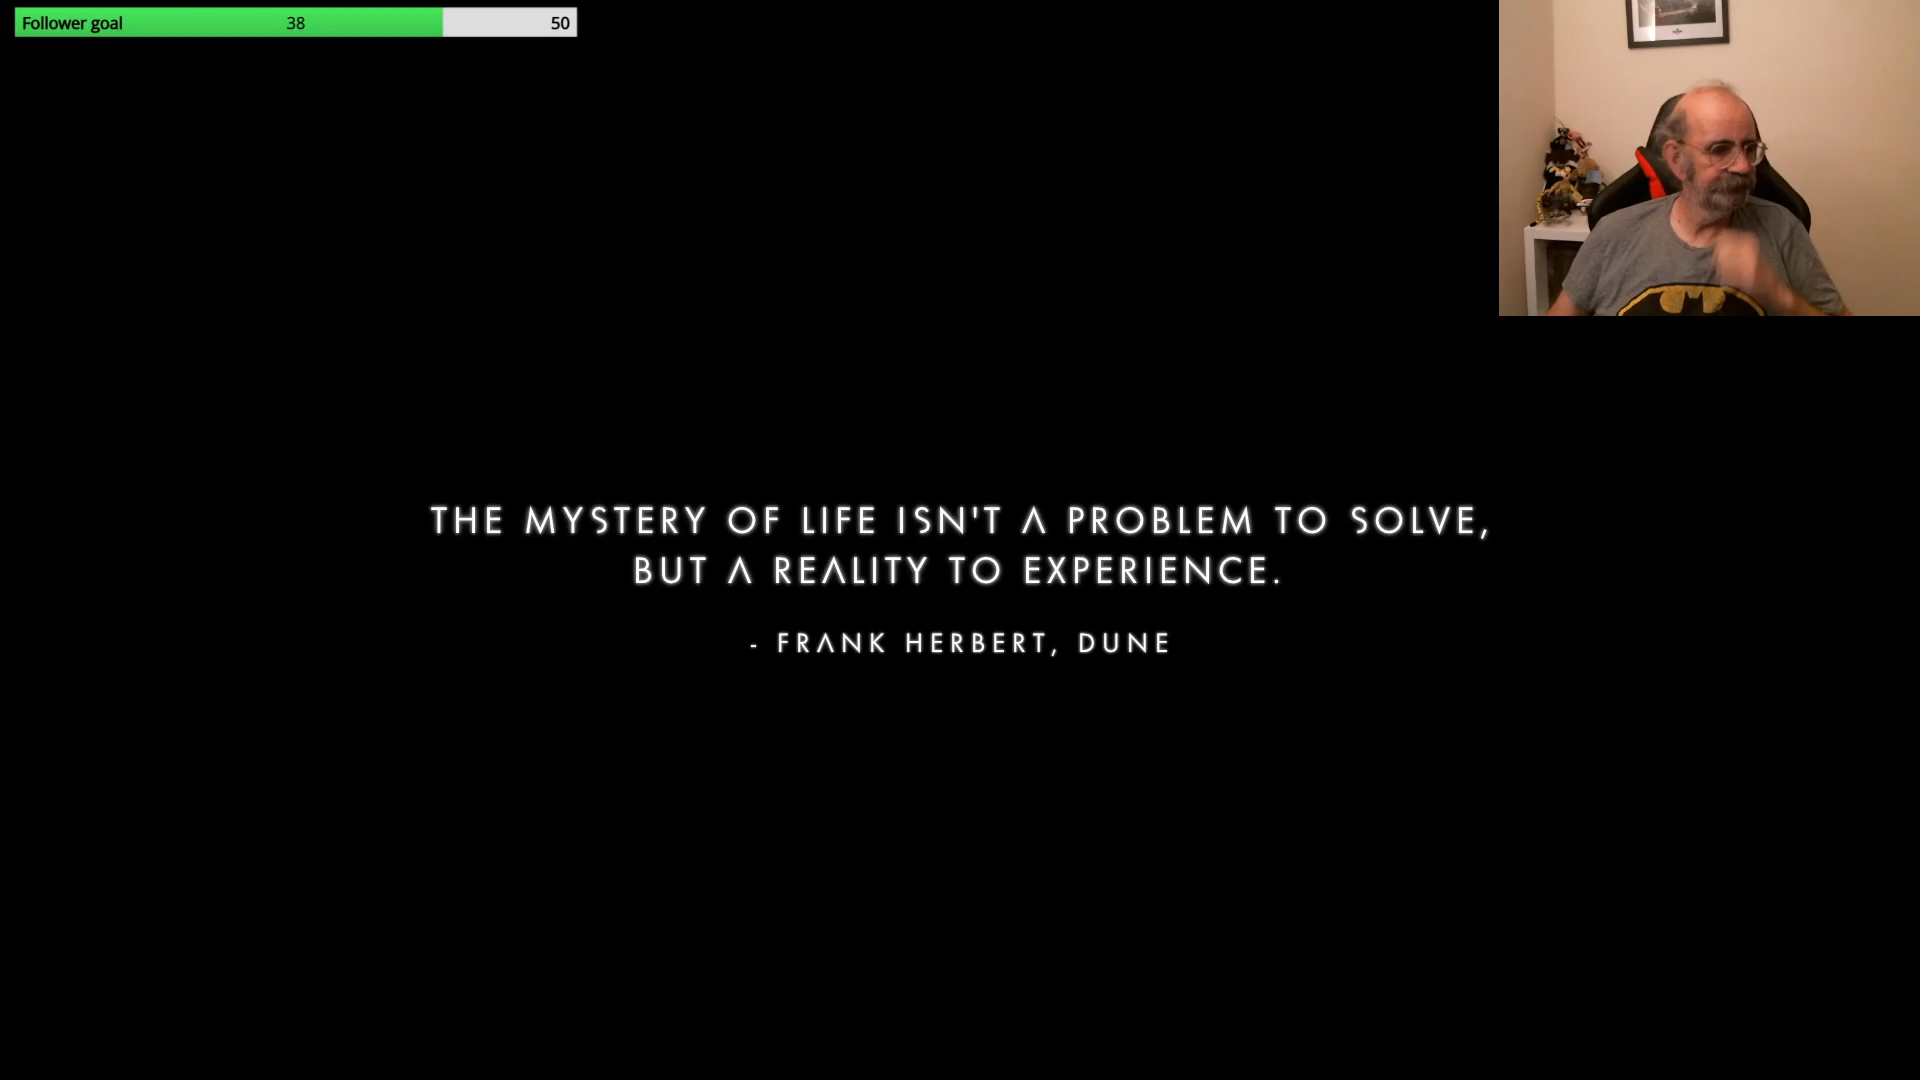 Follower goal 38 50
THE MYSTERY OF LIFE ISN'T A PROBLEM TO SOLVE,
BUT A REALITY TO EXPERIENCE.
- FRANK HERBERT, DUNE